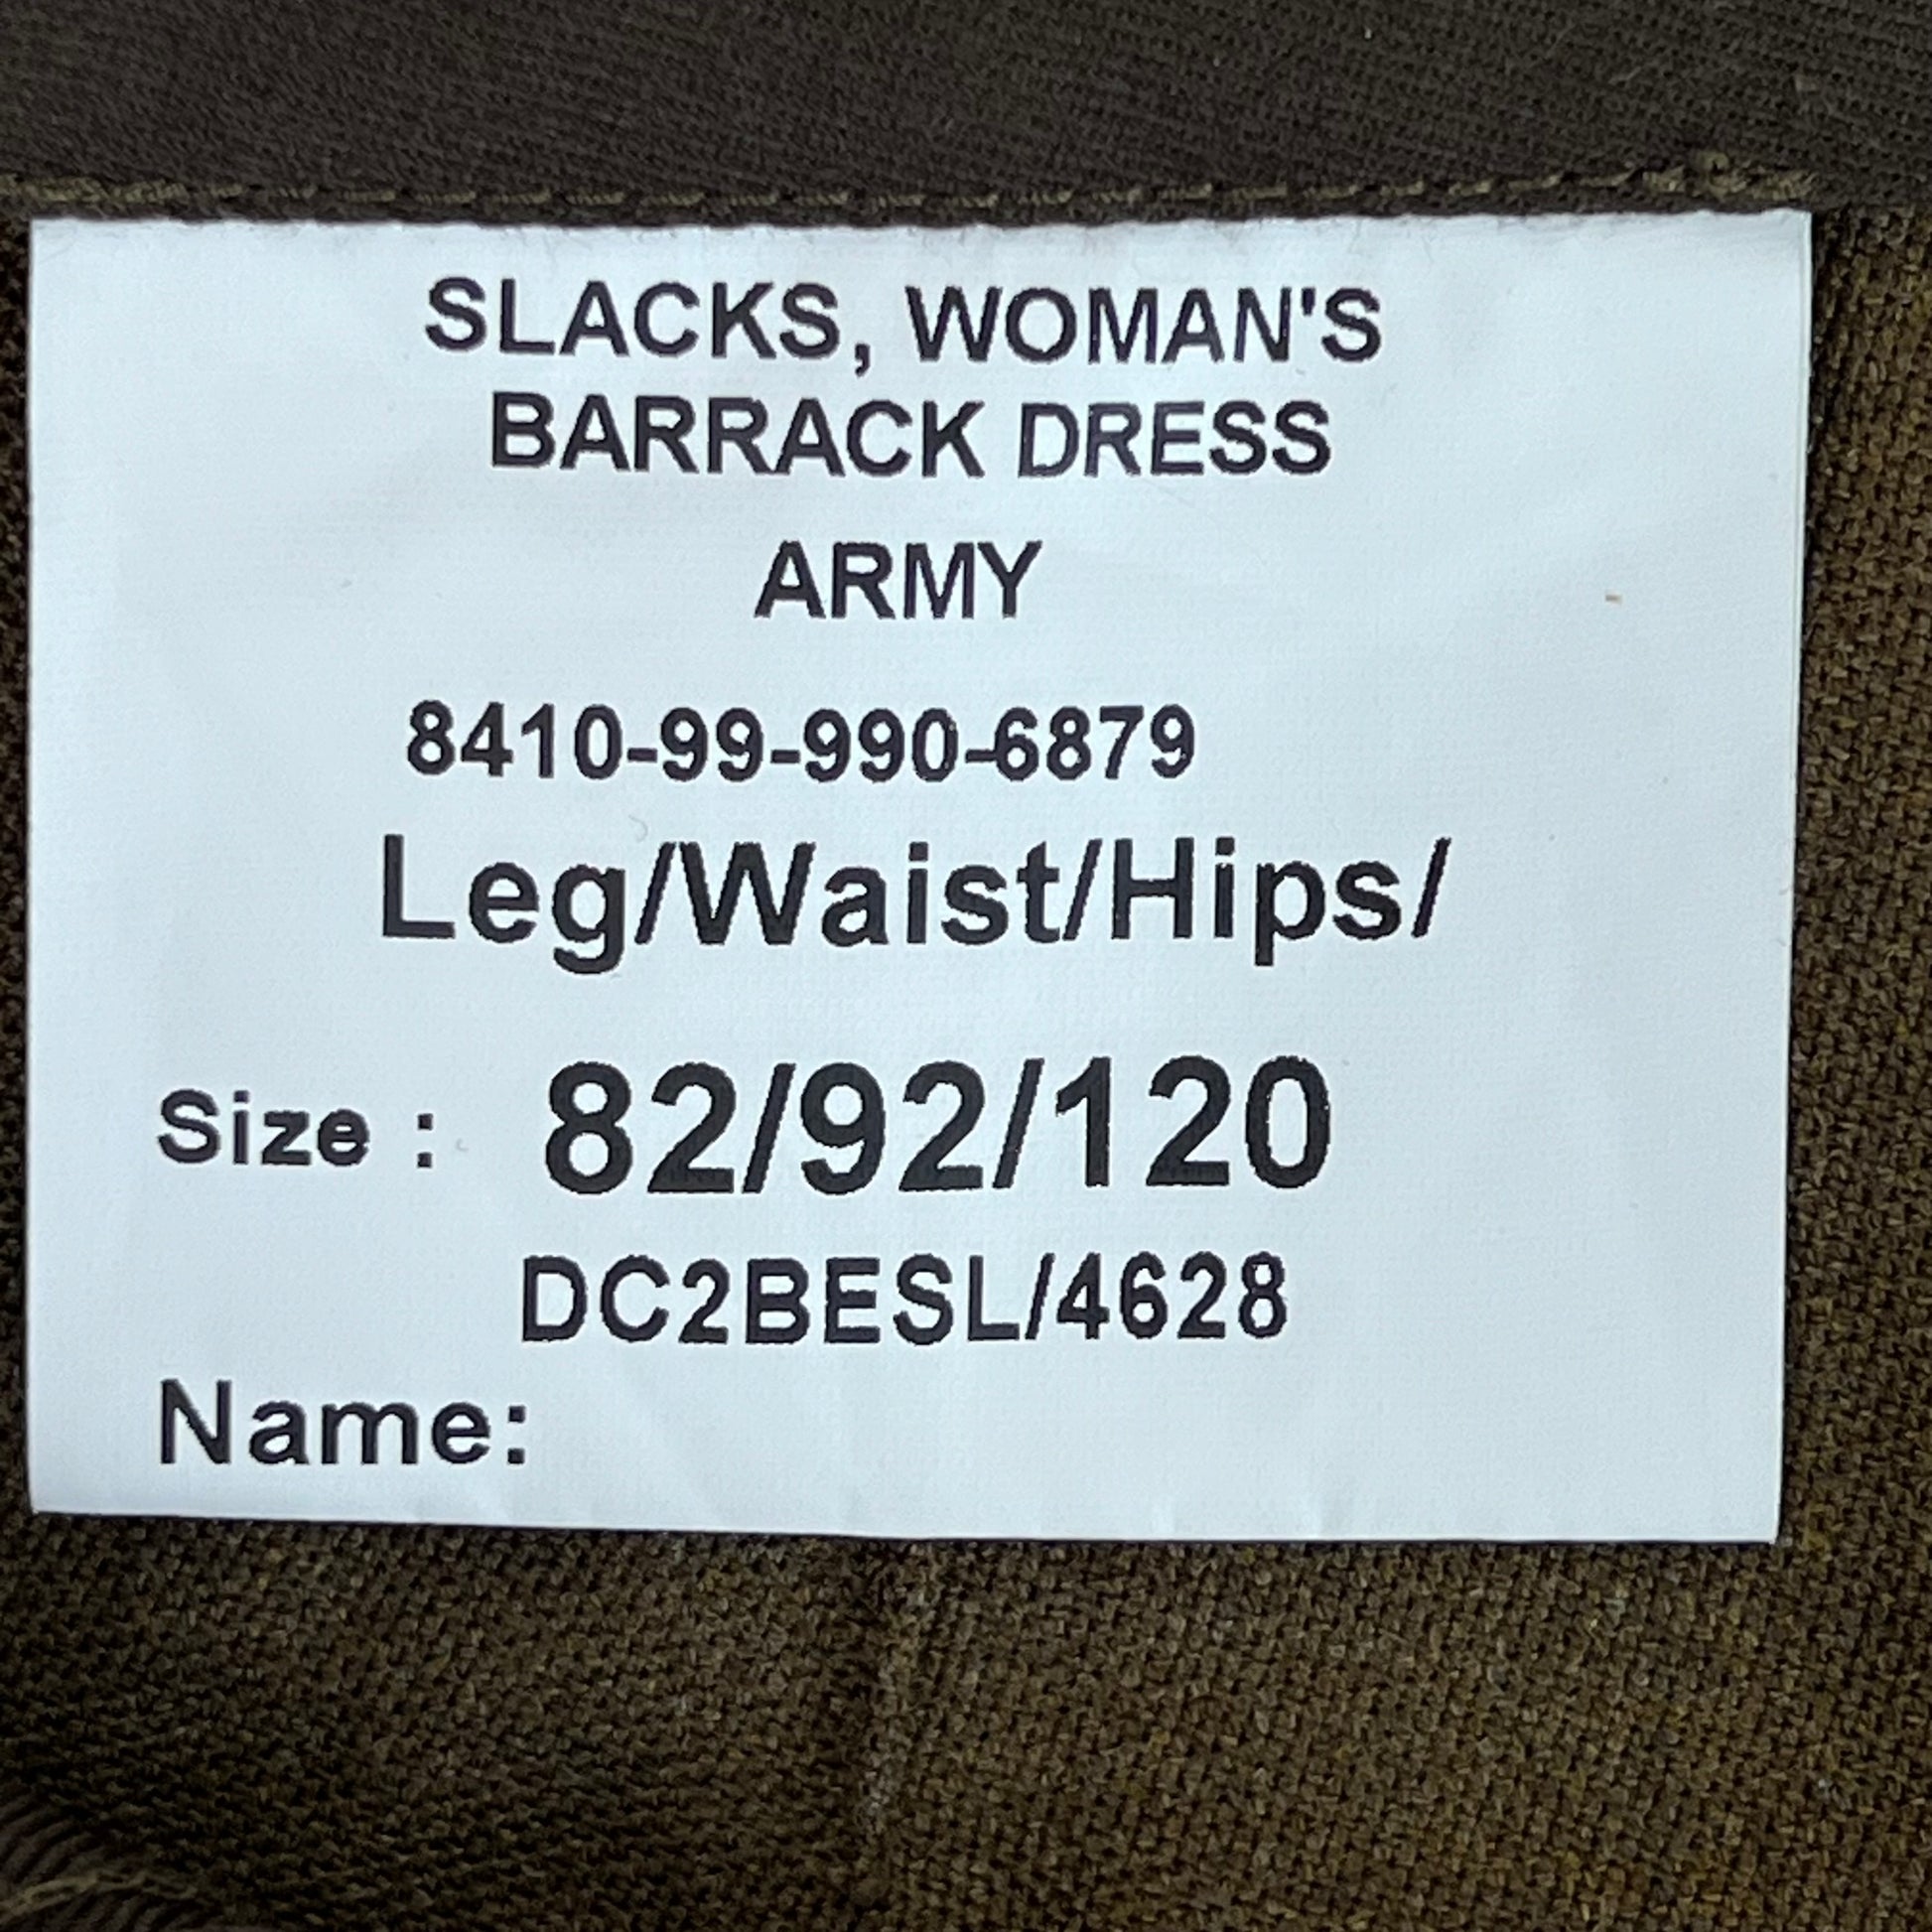 SLACKS, WOMAN'S
BARRACK DRESS
ARMY
8410-99-990-6879
Leg/Waist/Hips/
Size : 82/92/120
DC2BESL/4628
Name: